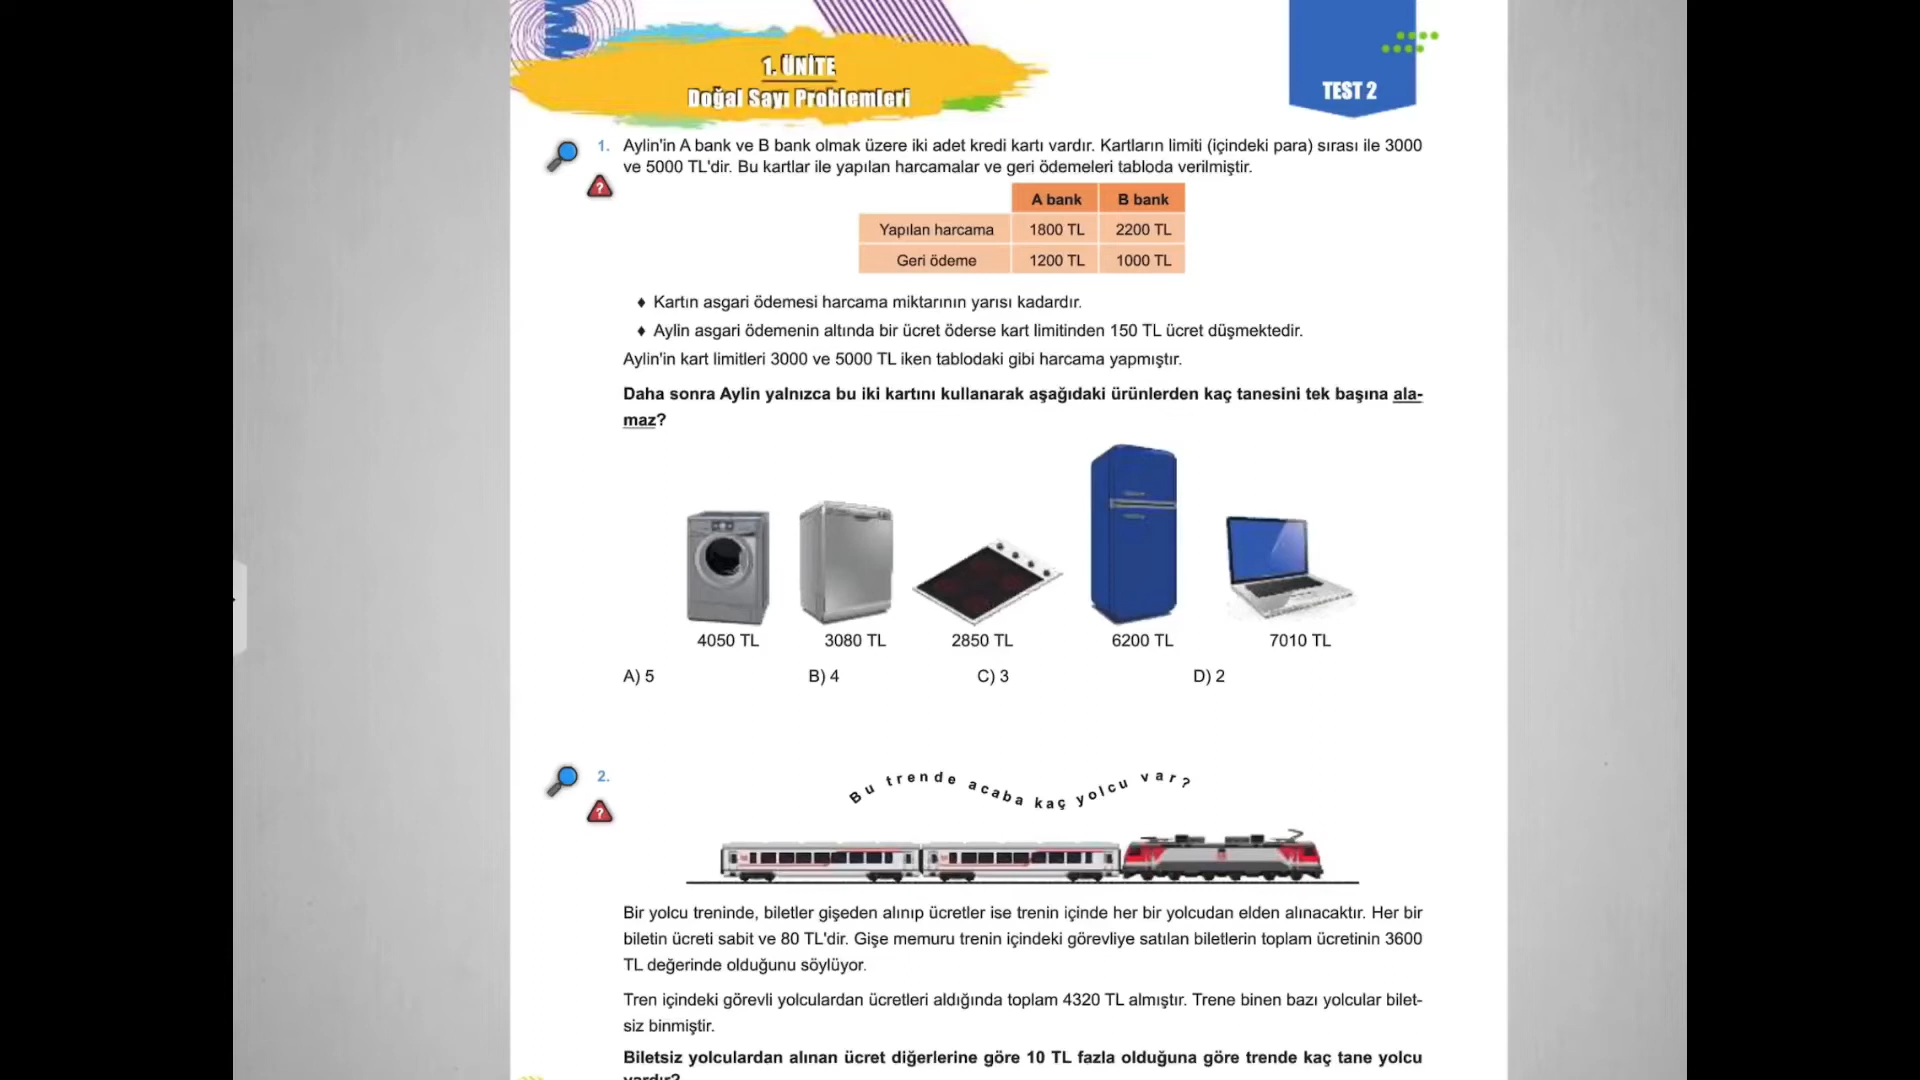 1. ÜNİTE
Doğal Sayı Problemleri
TEST 2
1. Aylin'in A bank ve B bank olmak üzere iki adet kredi kartı vardır. Kartların limiti (içindeki para) sırası ile 3000
ve 5000 TL'dir. Bu kartlar ile yapılan harcamalar ve geri ödemeleri tabloda verilmiştir.
A bank B bank
Yapılan harcama 1800 TL 2200 TL
Geri ödeme 1200 TL 1000 TL
♦ Kartın asgari ödemesi harcama miktarının yarısı kadardır.
♦ Aylin asgari ödemenin altında bir ücret öderse kart limitinden 150 TL ücret düşmektedir.
Aylin'in kart limitleri 3000 ve 5000 TL iken tablodaki gibi harcama yapmıştır.
Daha sonra Aylin yalnızca bu iki kartını kullanarak aşağıdaki ürünlerden kaç tanesini tek başına ala-
maz?
4050 TL 3080 TL 2850 TL 6200 TL 7010 TL
A) 5 B) 4 C) 3 D) 2
2. Bu trende acaba kaç yolcu var?
Bir yolcu treninde, biletler gişeden alınıp ücretler ise trenin içinde her bir yolcudan elden alınacaktır. Her bir
biletin ücreti sabit ve 80 TL'dir. Gişe memuru trenin içindeki görevliye satılan biletlerin toplam ücretinin 3600
TL değerinde olduğunu söylüyor.
Tren içindeki görevli yolculardan ücretleri aldığında toplam 4320 TL almıştır. Trene binen bazı yolcular bilet-
siz binmiştir.
Biletsiz yolculardan alınan ücret diğerlerine göre 10 TL fazla olduğuna göre trende kaç tane yolcu
vardır?